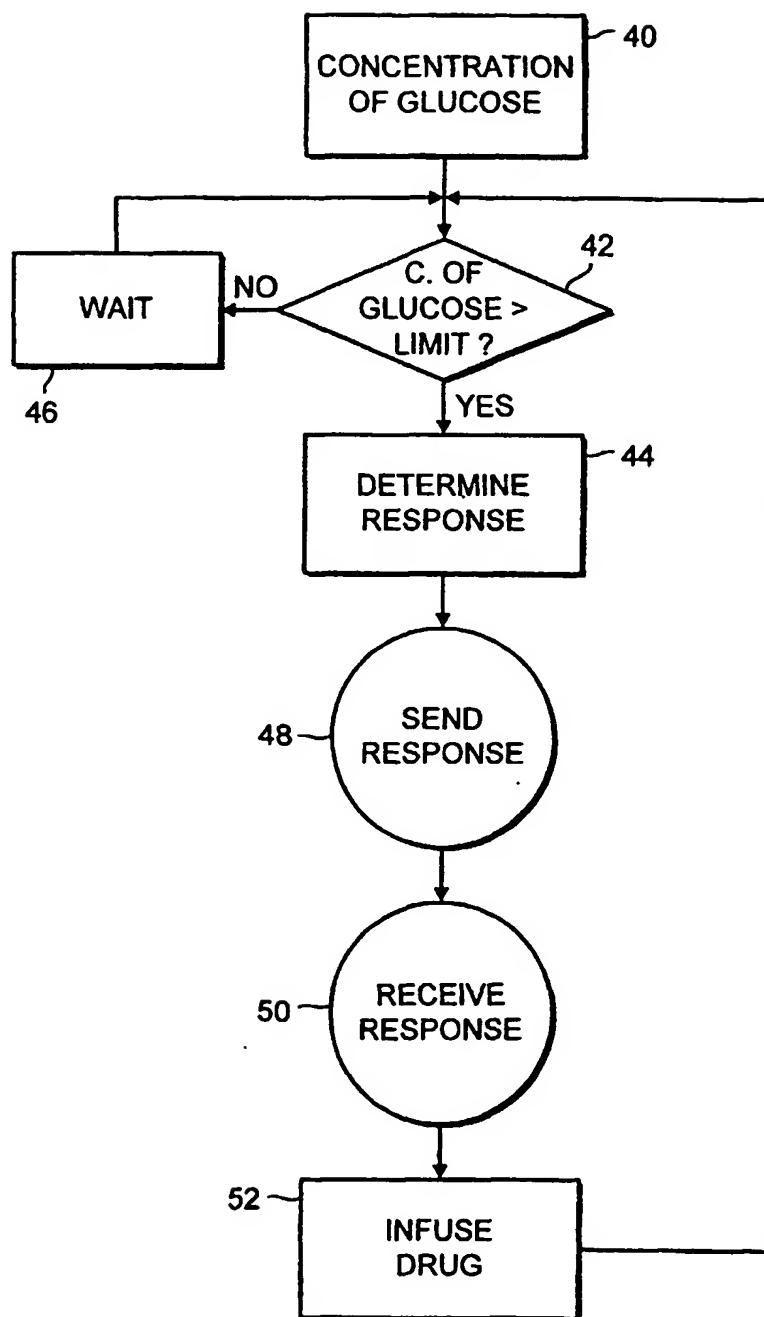 40
CONCENTRATION
OF GLUCOSE
42
C. OF
GLUCOSE >
LIMIT ?
NO
WAIT
46
YES
44
DETERMINE
RESPONSE
48
SEND
RESPONSE
50
RECEIVE
RESPONSE
52
INFUSE
DRUG